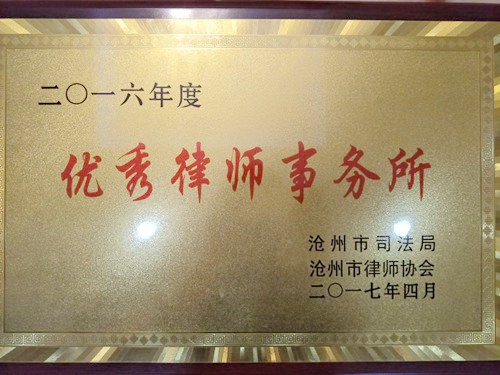 二〇一六年度
优秀律师事务所
沧州市司法局
沧州市律师协会
二〇一七年四月